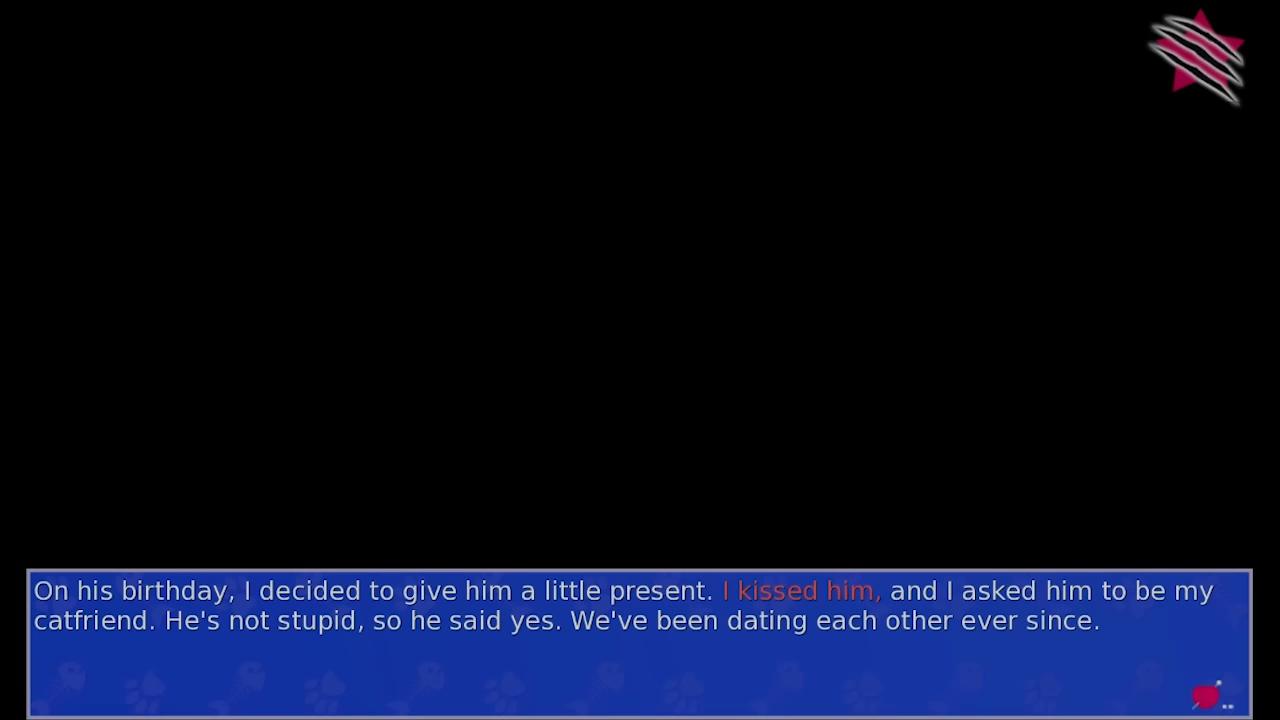 On his birthday, I decided to give him a little present. I kissed him, and I asked him to be my
catfriend. He's not stupid, so he said yes. We've been dating each other ever since.